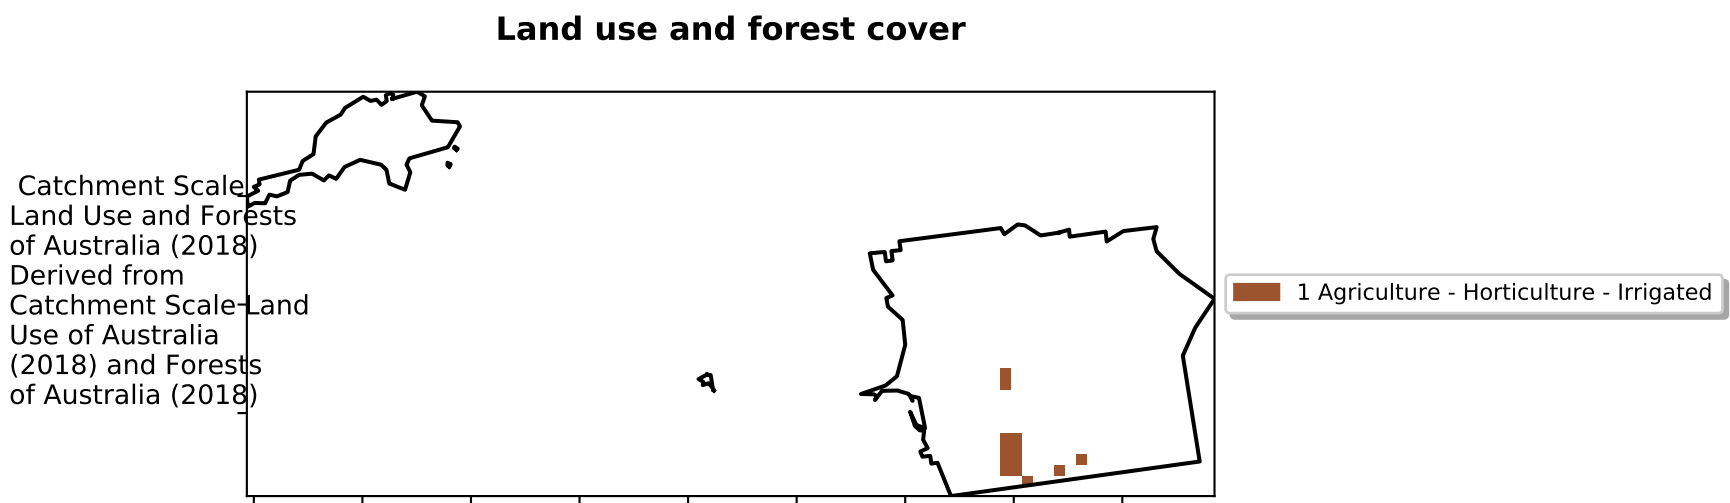 Land use and forest cover
Catchment Scale
Land Use and Forests
of Australia (2018)
Derived from
Catchment Scale Land
Use of Australia
(2018) and Forests
of Australia (2018)
1 Agriculture - Horticulture - Irrigated